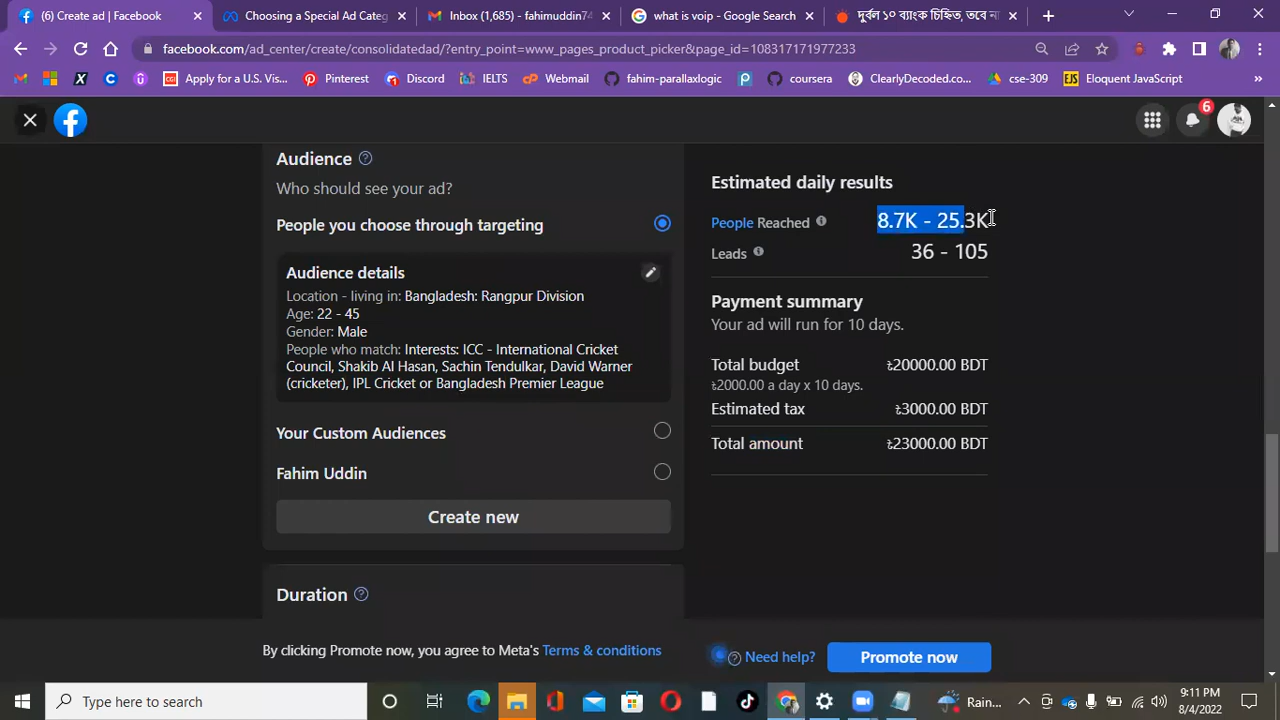 (6) Create ad | Facebook
Choosing a Special Ad Categ
Inbox (1,685) - fahimuddin74
what is voip - Google Search
দুর্বল ১০ ব্যাংক চিহ্নিত, তবে না
facebook.com/ad_center/create/consolidatedad/?entry_point=www_pages_product_picker&page_id=108317171977233
Apply for a U.S. Vis...
Pinterest
Discord
IELTS
Webmail
fahim-parallaxlogic
coursera
ClearlyDecoded.co...
cse-309
EJS Eloquent JavaScript
6
Audience
Who should see your ad?
People you choose through targeting
Audience details
Location - living in: Bangladesh: Rangpur Division
Age: 22 - 45
Gender: Male
People who match: Interests: ICC - International Cricket
Council, Shakib Al Hasan, Sachin Tendulkar, David Warner
(cricketer), IPL Cricket or Bangladesh Premier League
Your Custom Audiences
Fahim Uddin
Create new
Duration
Estimated daily results
People Reached 8.7K - 25.3K
Leads 36 - 105
Payment summary
Your ad will run for 10 days.
Total budget ৳20000.00 BDT
৳2000.00 a day x 10 days.
Estimated tax ৳3000.00 BDT
Total amount ৳23000.00 BDT
By clicking Promote now, you agree to Meta's Terms & conditions
Need help?
Promote now
Type here to search
Rain...
9:11 PM
8/4/2022